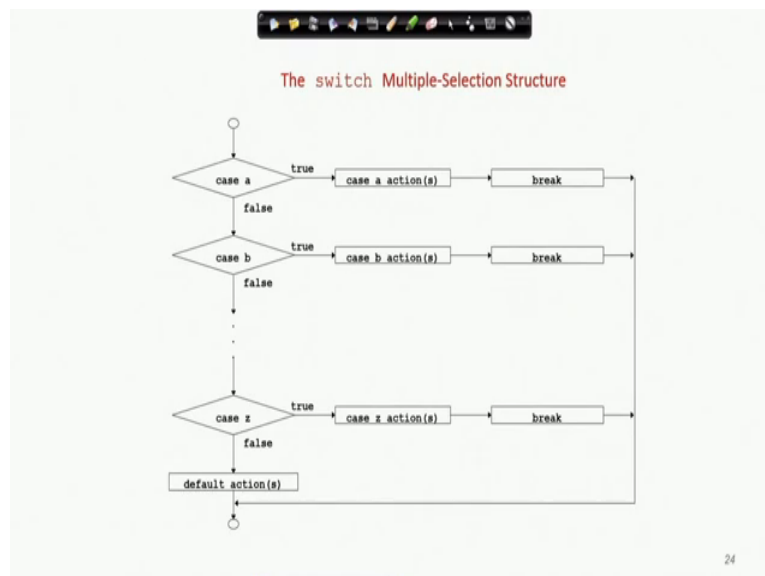 The switch Multiple-Selection Structure
true
case a
case a action(s)
break
false
true
case b
case b action(s)
break
false
.
.
.
true
case z
case z action(s)
break
false
default action(s)
24